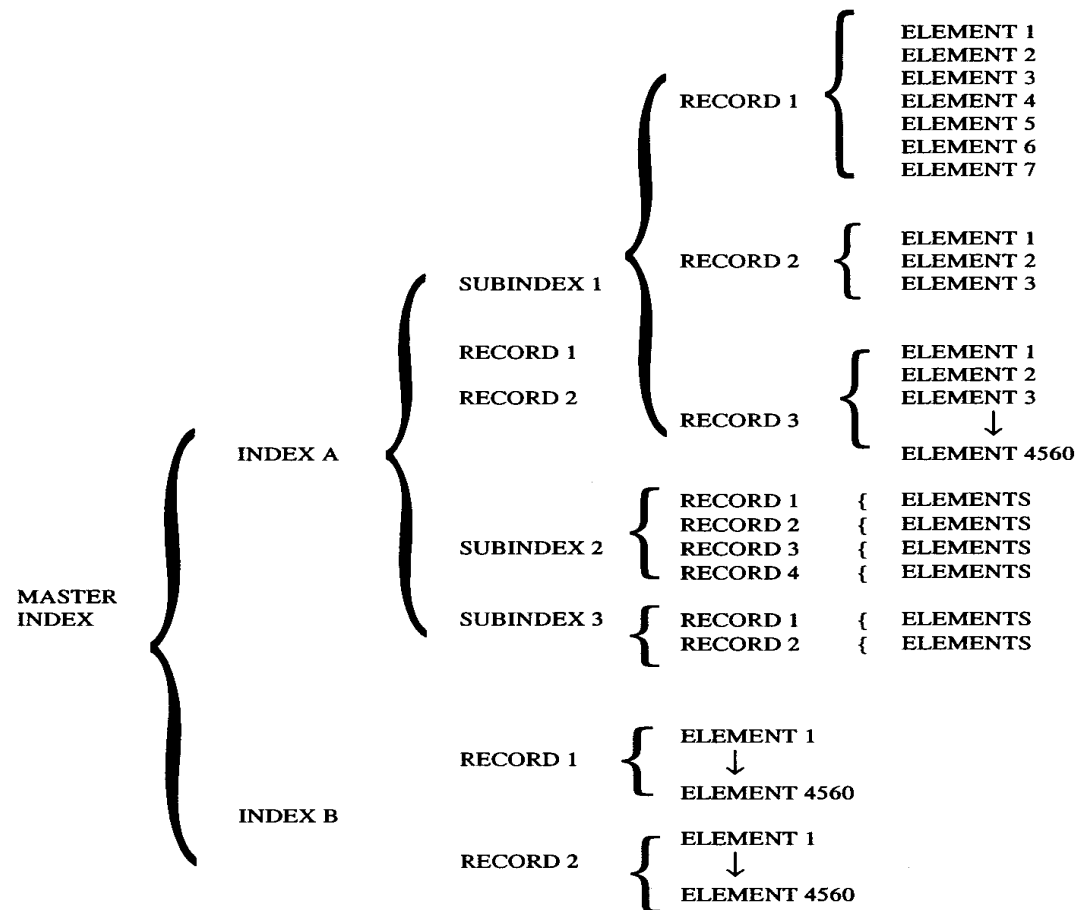 ELEMENT 1
ELEMENT 2
ELEMENT 3
RECORD 1 ELEMENT 4
ELEMENT 5
ELEMENT 6
ELEMENT 7
ELEMENT 1
RECORD 2 ELEMENT 2
SUBINDEX 1 ELEMENT 3
RECORD 1 ELEMENT 1
ELEMENT 2
RECORD 2 ELEMENT 3
RECORD 3 ↓
INDEX A ELEMENT 4560
RECORD 1 { ELEMENTS
RECORD 2 { ELEMENTS
SUBINDEX 2 RECORD 3 { ELEMENTS
RECORD 4 { ELEMENTS
MASTER
INDEX
SUBINDEX 3 RECORD 1 { ELEMENTS
RECORD 2 { ELEMENTS
ELEMENT 1
RECORD 1 ↓
ELEMENT 4560
INDEX B
ELEMENT 1
RECORD 2 ↓
ELEMENT 4560